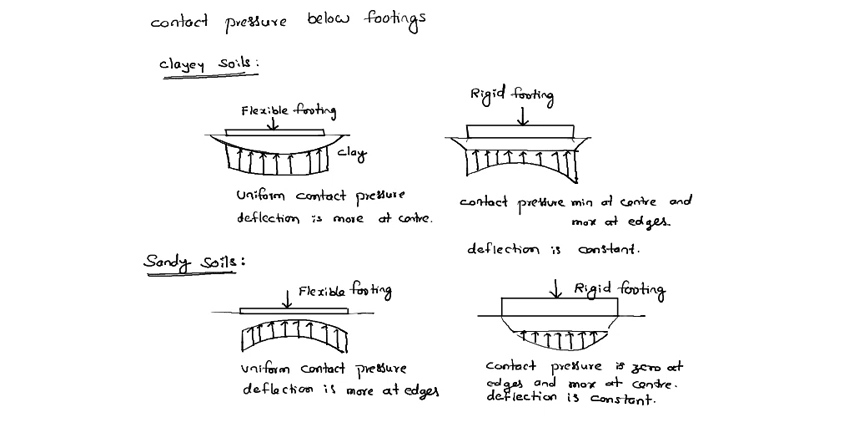 contact pressure below footings
clayey soils:
Flexible footing
clay
uniform contact pressure
deflection is more at centre.
Rigid footing
contact pressure min at centre and
max at edges.
deflection is constant.
Sandy soils:
Flexible footing
uniform contact pressure
deflection is more at edges
Rigid footing
contact pressure is zero at
edges and max at centre.
deflection is constant.